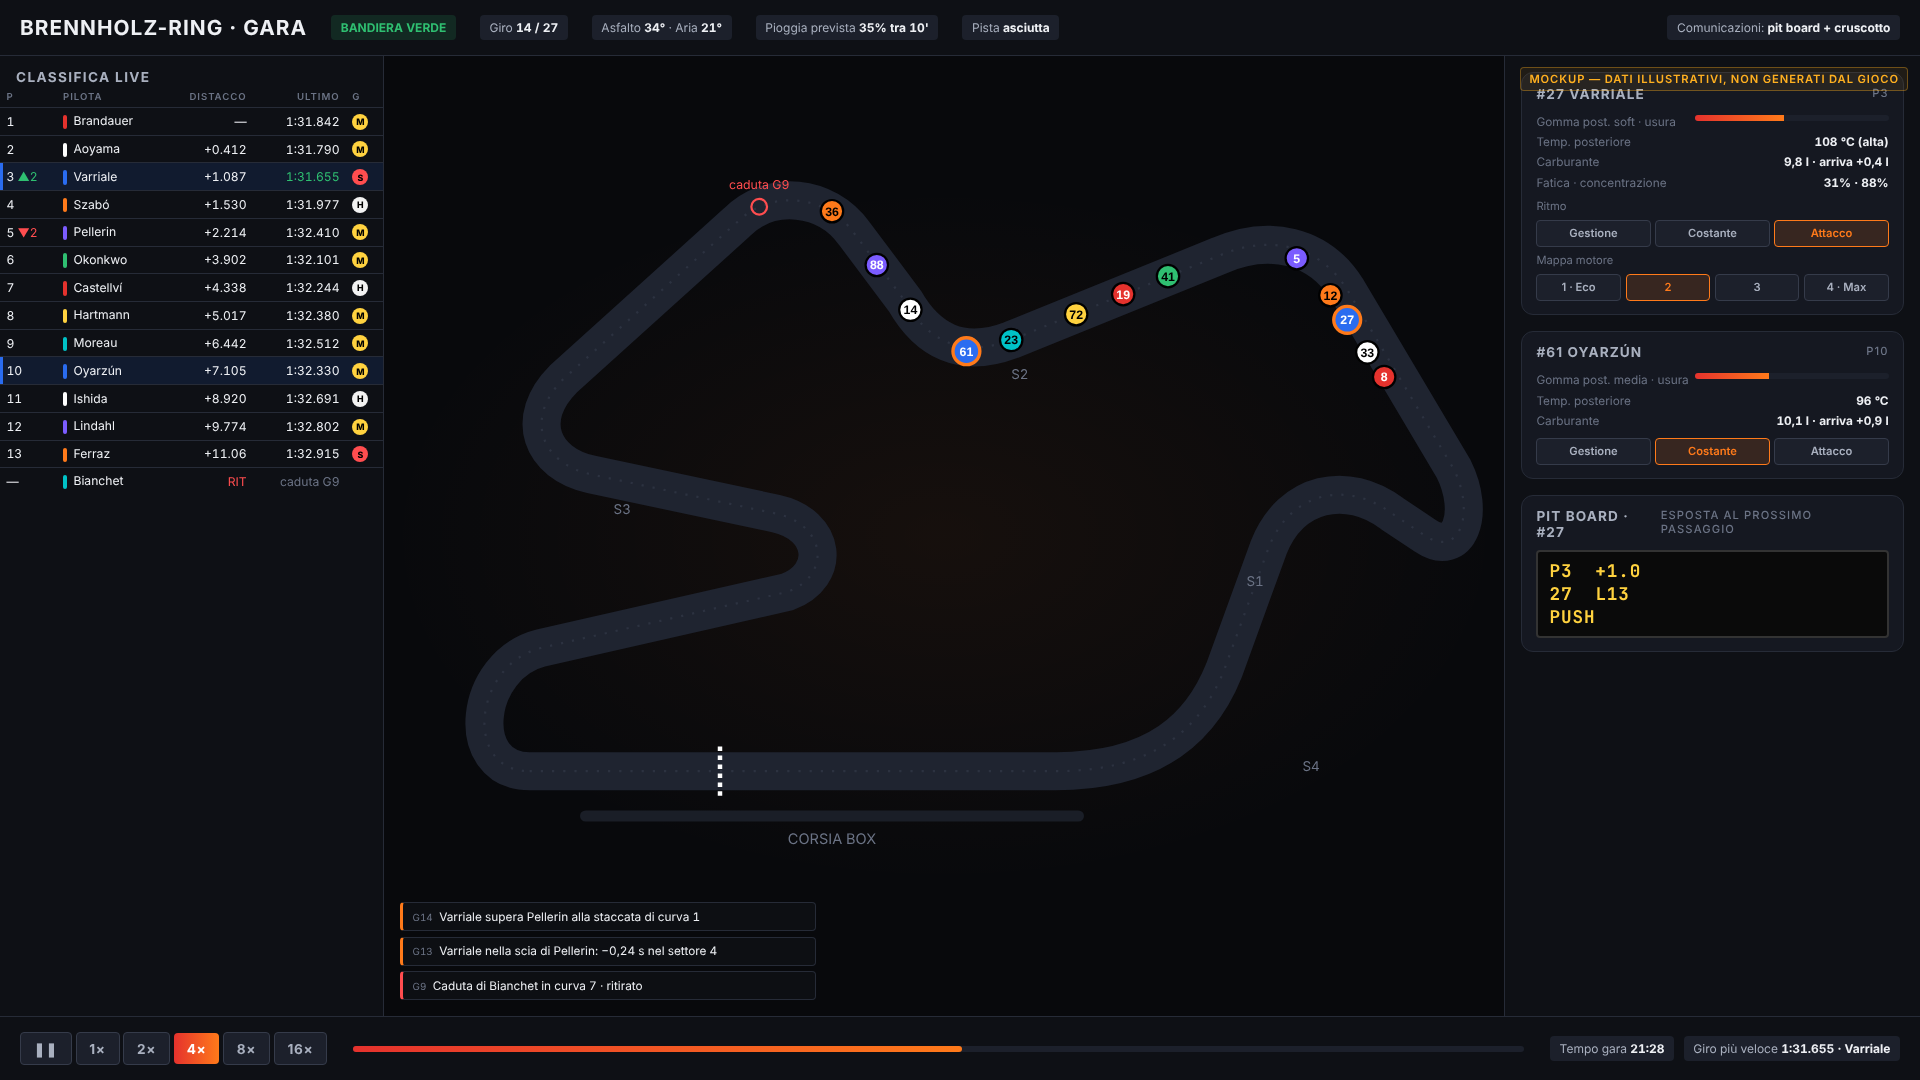 BRENNHOLZ-RING · GARA
BANDIERA VERDE
Giro 14 / 27
Asfalto 34° · Aria 21°
Pioggia prevista 35% tra 10'
Pista asciutta
Comunicazioni: pit board + cruscotto
CLASSIFICA LIVE
P PILOTA DISTACCO ULTIMO G
1 Brandauer — 1:31.842 M
2 Aoyama +0.412 1:31.790 M
3 ▲2 Varriale +1.087 1:31.655 S
4 Szabó +1.530 1:31.977 H
5 ▼2 Pellerin +2.214 1:32.410 M
6 Okonkwo +3.902 1:32.101 M
7 Castellví +4.338 1:32.244 H
8 Hartmann +5.017 1:32.380 M
9 Moreau +6.442 1:32.512 M
10 Oyarzún +7.105 1:32.330 M
11 Ishida +8.920 1:32.691 H
12 Lindahl +9.774 1:32.802 M
13 Ferraz +11.06 1:32.915 S
— Bianchet RIT caduta G9
caduta G9
36
88
14
61
23
72
19
41
5
12
27
33
8
S2
S3
S1
S4
CORSIA BOX
G14 Varriale supera Pellerin alla staccata di curva 1
G13 Varriale nella scia di Pellerin: −0,24 s nel settore 4
G9 Caduta di Bianchet in curva 7 · ritirato
MOCKUP — DATI ILLUSTRATIVI, NON GENERATI DAL GIOCO
#27 VARRIALE P3
Gomma post. soft · usura
Temp. posteriore 108 °C (alta)
Carburante 9,8 l · arriva +0,4 l
Fatica · concentrazione 31% · 88%
Ritmo
Gestione Costante Attacco
Mappa motore
1 · Eco 2 3 4 · Max
#61 OYARZÚN P10
Gomma post. media · usura
Temp. posteriore 96 °C
Carburante 10,1 l · arriva +0,9 l
Gestione Costante Attacco
PIT BOARD ·
#27
ESPOSTA AL PROSSIMO
PASSAGGIO
P3 +1.0
27 L13
PUSH
1× 2× 4× 8× 16×
Tempo gara 21:28
Giro più veloce 1:31.655 · Varriale